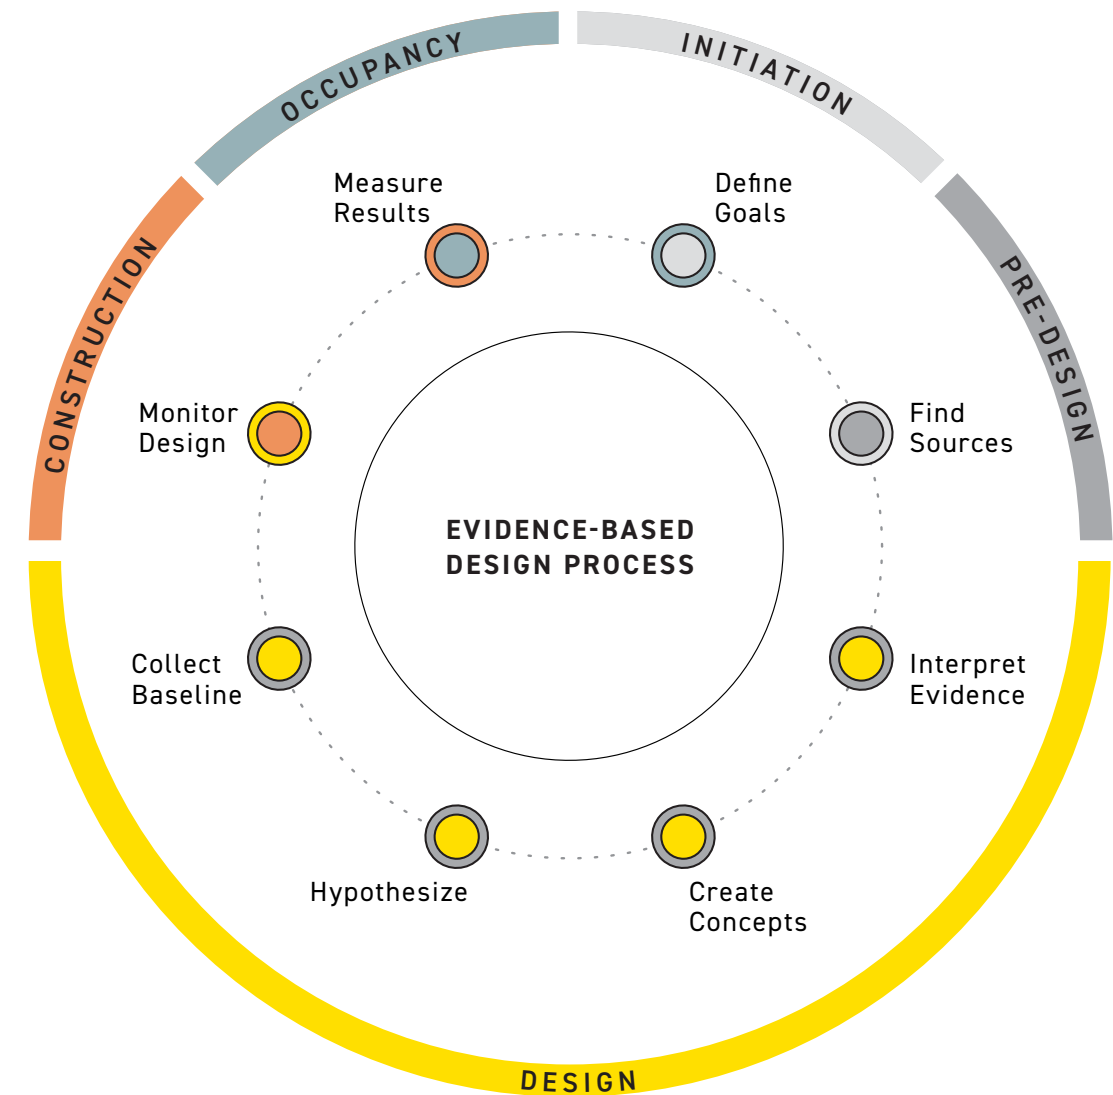 OCCUPANCY
INITIATION
Measure
Results
Define
Goals
CONSTRUCTION
PRE-DESIGN
Monitor
Design
Find
Sources
EVIDENCE-BASED
DESIGN PROCESS
Collect
Baseline
Interpret
Evidence
Hypothesize
Create
Concepts
DESIGN